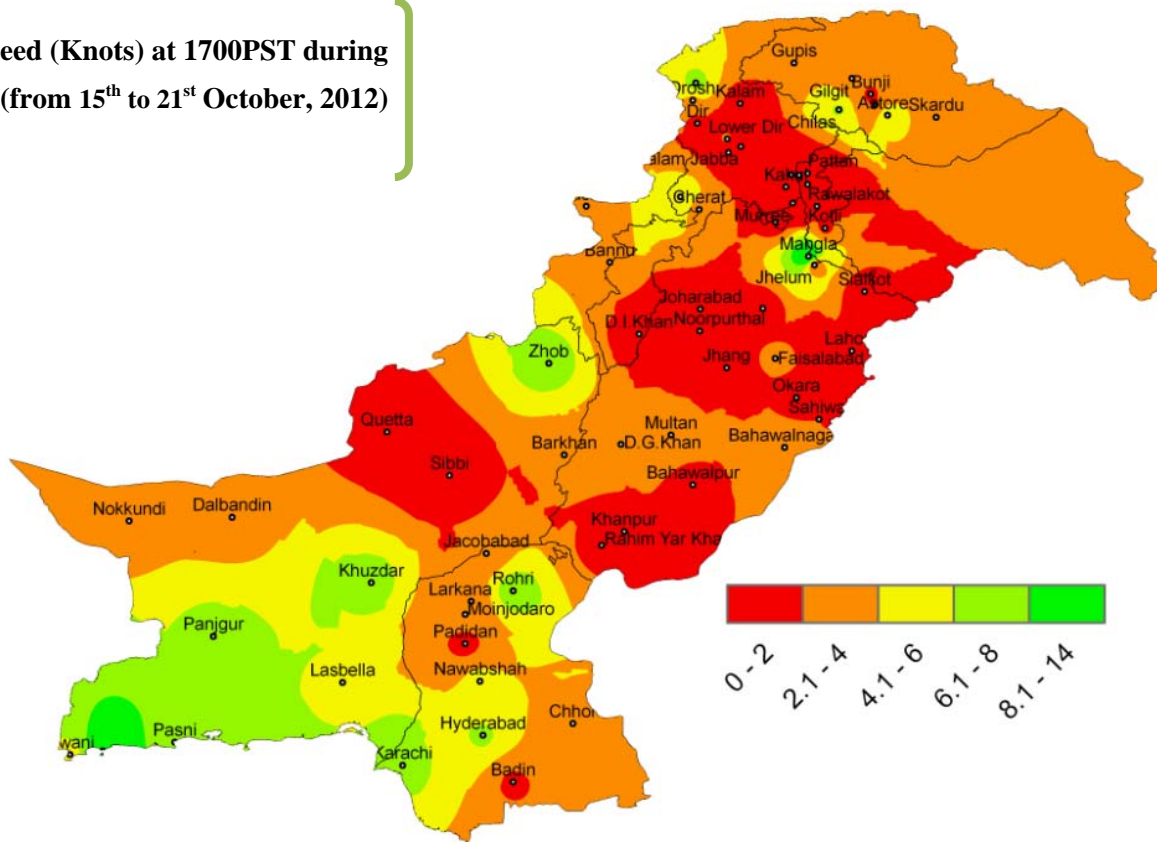 eed (Knots) at 1700PST during
(from 15th to 21st October, 2012)
Gupis
Bunji
Gilgit
Astore
Skardu
Drosh
Kalam
Dir
Chilas
Lower Dir
alam Jabba
Pattan
Cherat
Rawalakot
Kotli
Mangla
Bannu
Jhelum
Sialkot
Joharabad
D.I.Khan
Noorpurthal
Laho
Zhob
Jhang
Faisalabad
Okara
Sahiwa
Quetta
Multan
Barkhan
D.G.Khan
Bahawalnaga
Sibbi
Bahawalpur
Nokkundi
Dalbandin
Khanpur
Rahim Yar Kha
Jacobabad
Khuzdar
Rohri
Larkana
Moinjodaro
Panjgur
Padidan
Lasbella
Nawabshah
Hyderabad
Chhor
wani
Pasni
Karachi
Badin
0 - 2
2.1 - 4
4.1 - 6
6.1 - 8
8.1 - 14